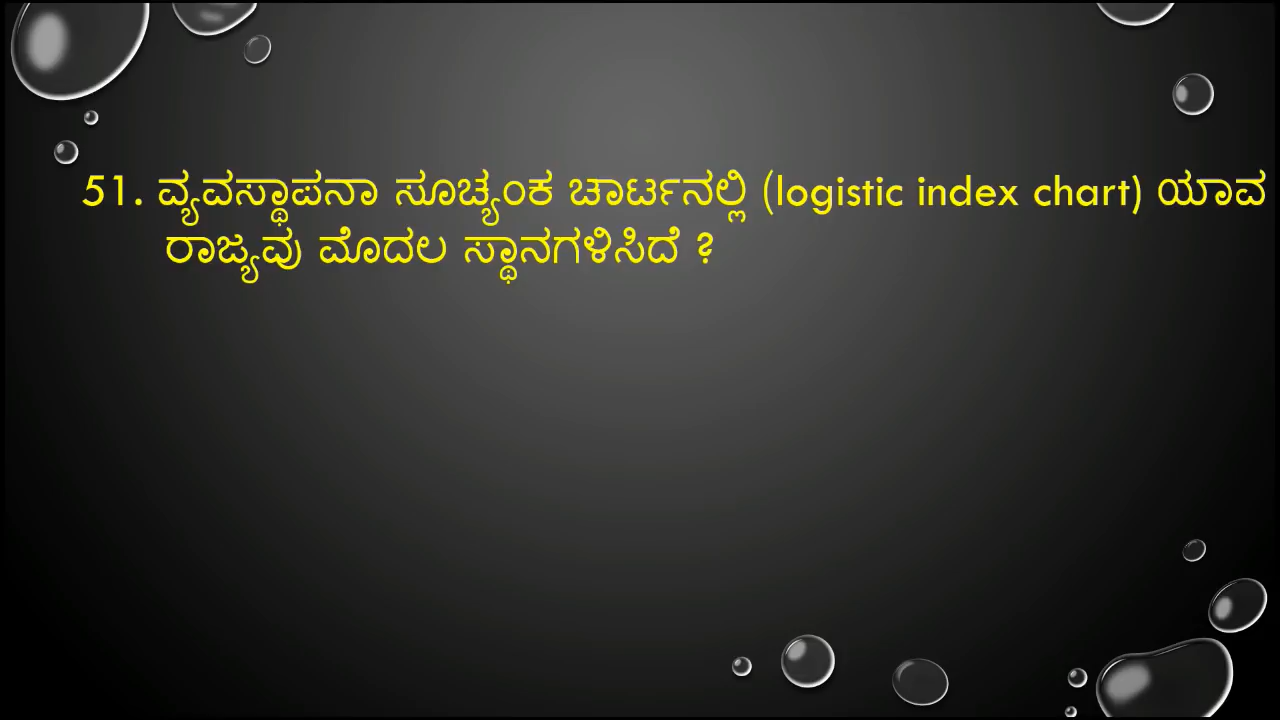 51. ವ್ಯವಸ್ಥಾಪನಾ ಸೂಚ್ಯಂಕ ಚಾರ್ಟನಲ್ಲಿ (logistic index chart) ಯಾವ
ರಾಜ್ಯವು ಮೊದಲ ಸ್ಥಾನಗಳಿಸಿದೆ ?